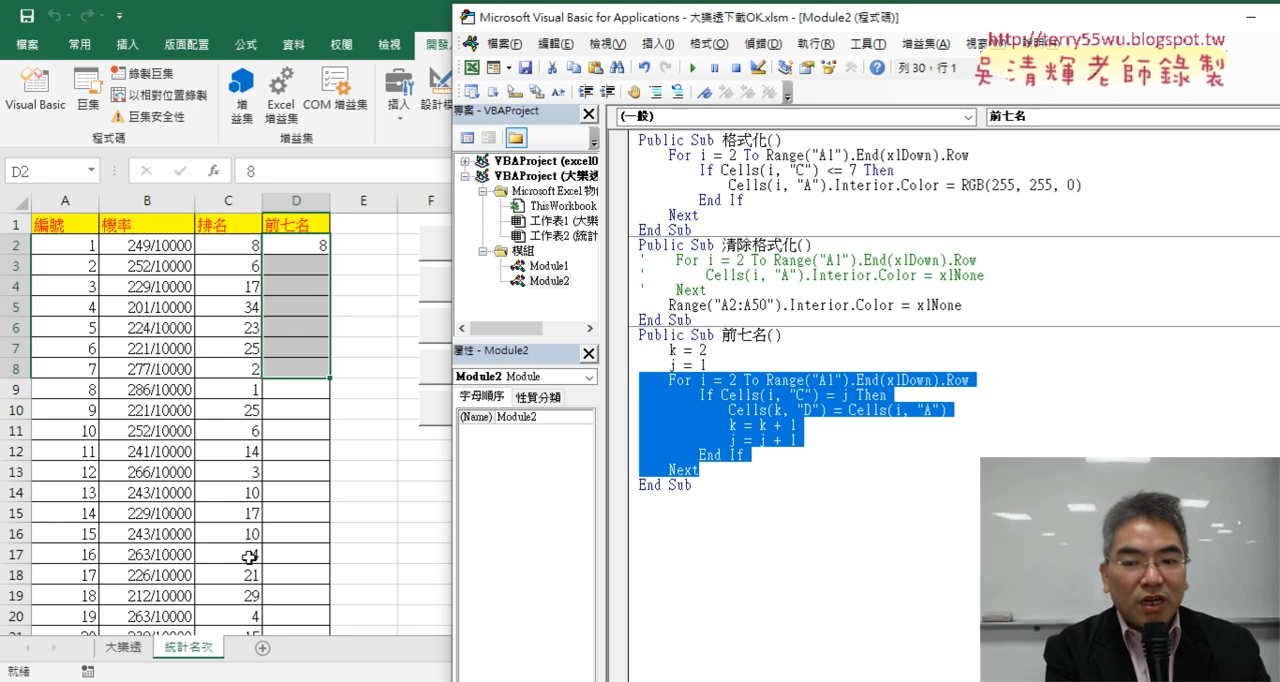 Microsoft Visual Basic for Applications - 大樂透下載OK.xlsm - [Module2 (程式碼)]
http://terry55wu.blogspot.tw
吳清輝老師錄製
檔案 常用 插入 版面配置 公式 資料 校閱 檢視
檔案(F) 編輯(E) 檢視(V) 插入(I) 格式(O) 偵錯(D) 執行(R) 工具(T) 增益集(A)
列 30，行 1
Visual Basic 巨集 錄製巨集 以相對位置錄製 巨集安全性
程式碼
增益集 Excel 增益集 COM 增益集
增益集
插入
專案 - VBAProject
(一般) 前七名
D2 fx 8
VBAProject (大樂透
Microsoft Excel 物件
ThisWorkbook
工作表1 (大樂
工作表2 (統計
模組
Module1
Module2
屬性 - Module2
Module2 Module
字母順序 性質分類
(Name) Module2
Public Sub 格式化()
For i = 2 To Range("A1").End(xlDown).Row
If Cells(i, "C") <= 7 Then
Cells(i, "A").Interior.Color = RGB(255, 255, 0)
End If
Next
End Sub
Public Sub 清除格式化()
' For i = 2 To Range("A1").End(xlDown).Row
' Cells(i, "A").Interior.Color = xlNone
' Next
Range("A2:A50").Interior.Color = xlNone
End Sub
Public Sub 前七名()
k = 2
j = 1
For i = 2 To Range("A1").End(xlDown).Row
If Cells(i, "C") = j Then
Cells(k, "D") = Cells(i, "A")
k = k + 1
j = j + 1
End If
Next
End Sub
A B C D E F
1 編號 機率 排名 前七名
2 1 249/10000 8 8
3 2 252/10000 6
4 3 229/10000 17
5 4 201/10000 34
6 5 224/10000 23
7 6 221/10000 25
8 7 277/10000 2
9 8 286/10000 1
10 9 221/10000 25
11 10 252/10000 6
12 11 241/10000 14
13 12 266/10000 3
14 13 243/10000 10
15 14 229/10000 17
16 15 243/10000 10
17 16 263/10000
18 17 226/10000 21
19 18 212/10000 29
20 19 263/10000 4
大樂透 統計名次
就緒